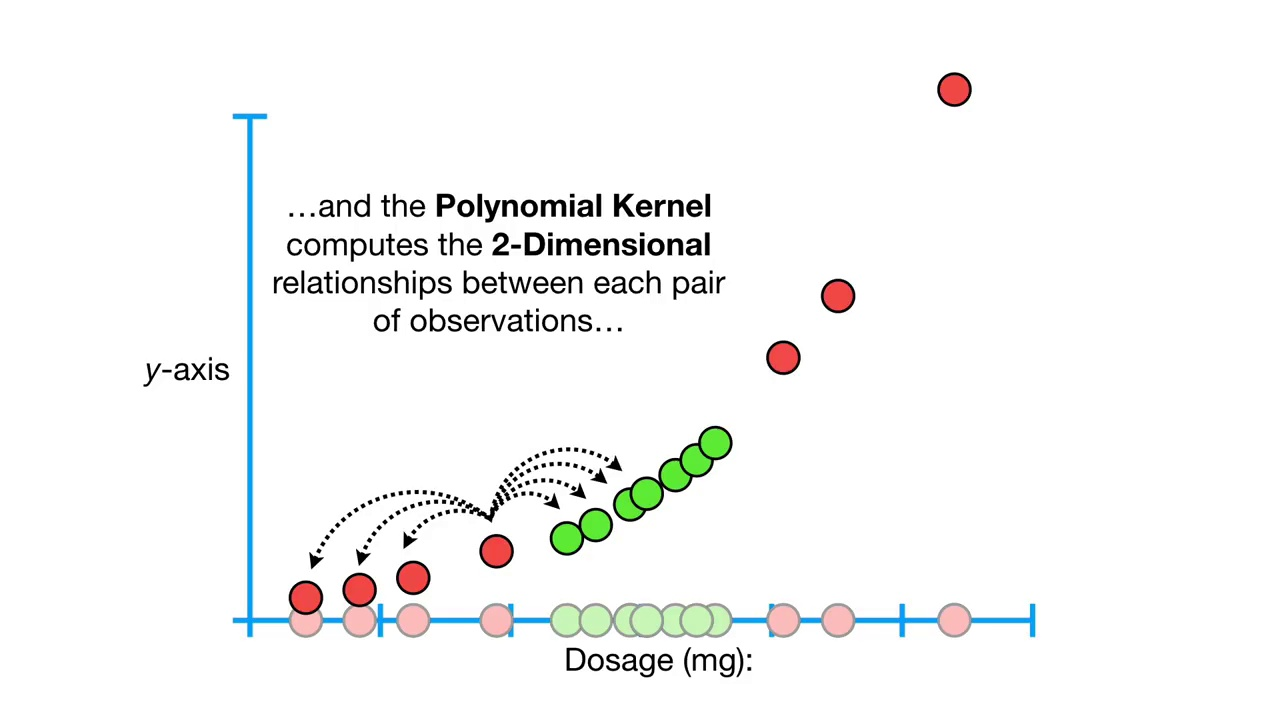 …and the Polynomial Kernel
computes the 2-Dimensional
relationships between each pair
of observations…
y-axis
Dosage (mg):